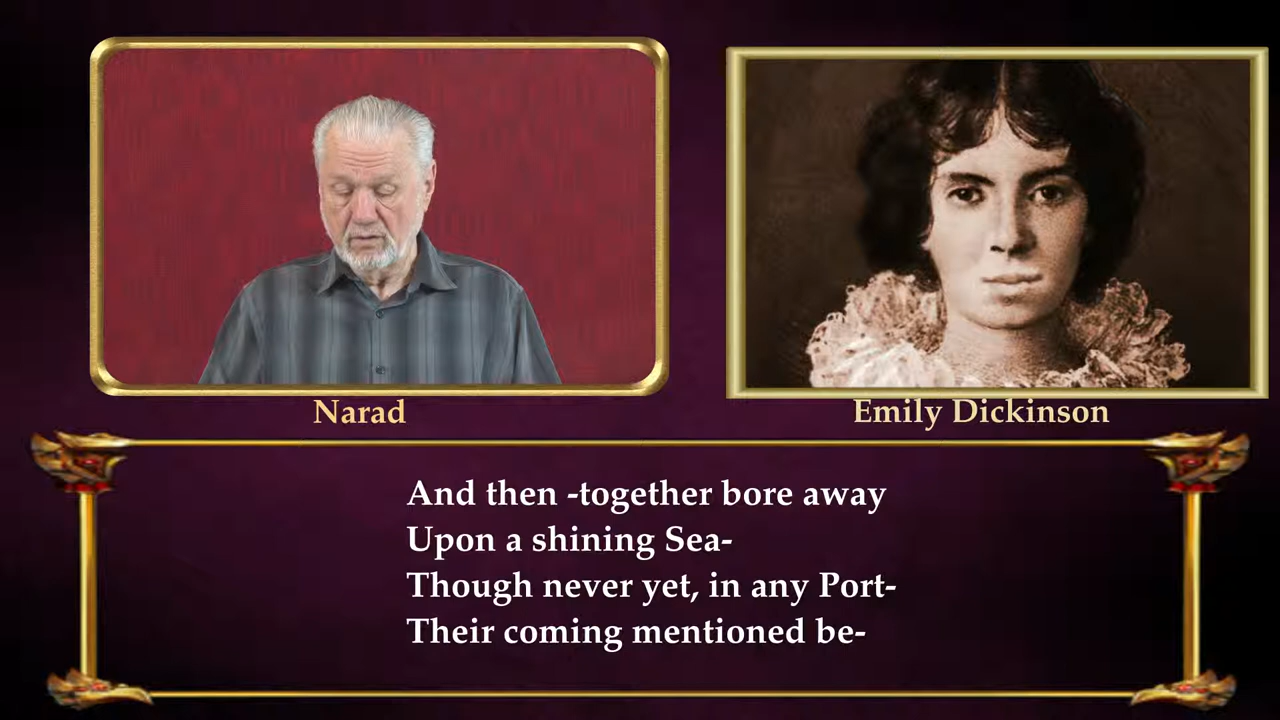 Narad
Emily Dickinson
And then -together bore away
Upon a shining Sea-
Though never yet, in any Port-
Their coming mentioned be-